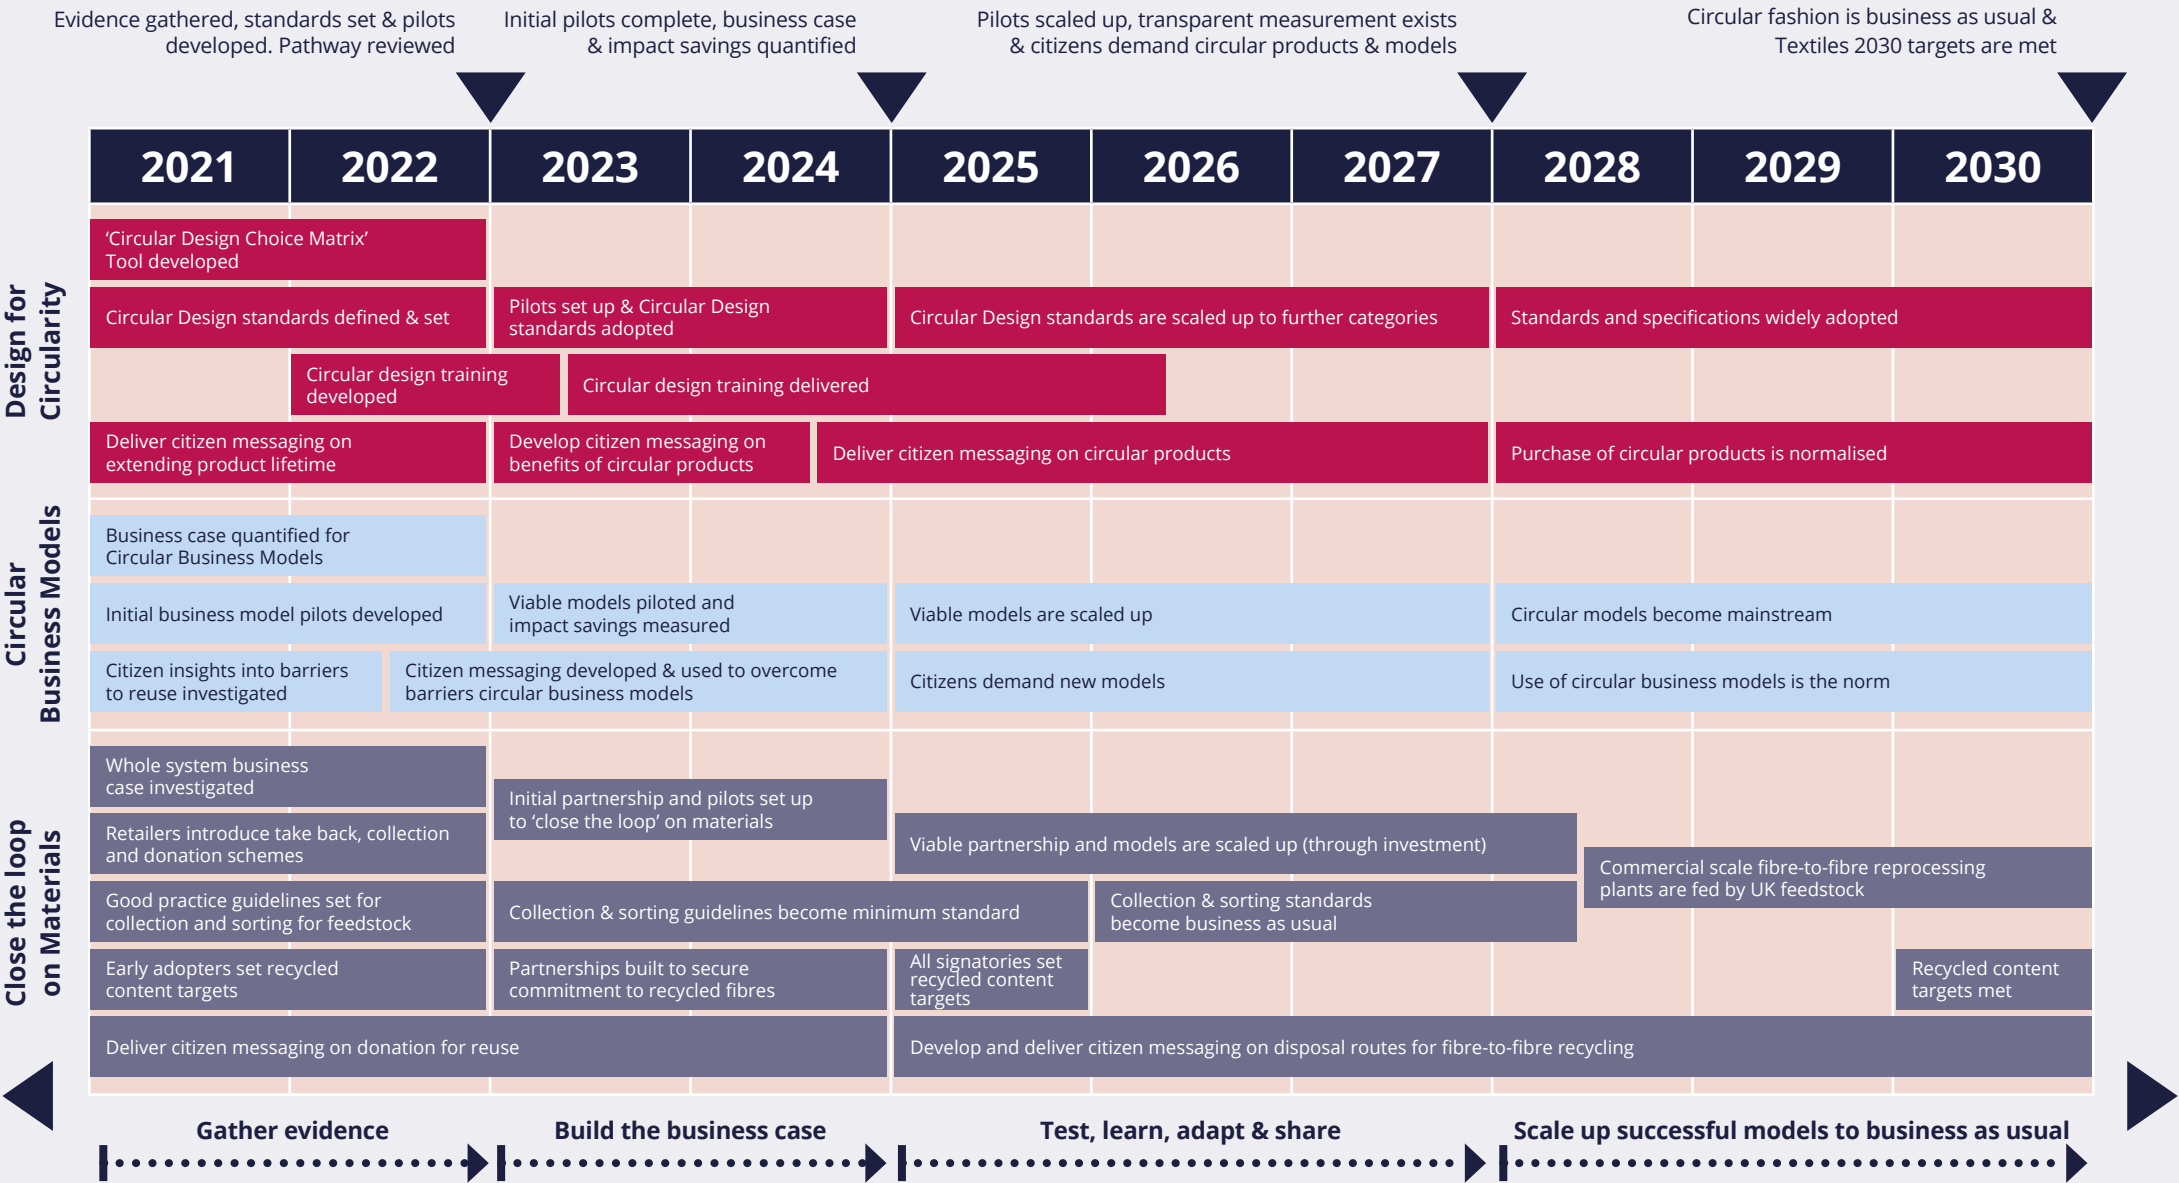 Evidence gathered, standards set & pilots
developed. Pathway reviewed
Initial pilots complete, business case
& impact savings quantified
Pilots scaled up, transparent measurement exists
& citizens demand circular products & models
Circular fashion is business as usual &
Textiles 2030 targets are met
2021
2022
2023
2024
2025
2026
2027
2028
2029
2030
Design for
Circularity
‘Circular Design Choice Matrix’
Tool developed
Circular Design standards defined & set
Pilots set up & Circular Design
standards adopted
Circular Design standards are scaled up to further categories
Standards and specifications widely adopted
Circular design training
developed
Circular design training delivered
Deliver citizen messaging on
extending product lifetime
Develop citizen messaging on
benefits of circular products
Deliver citizen messaging on circular products
Purchase of circular products is normalised
Circular
Business Models
Business case quantified for
Circular Business Models
Initial business model pilots developed
Viable models piloted and
impact savings measured
Viable models are scaled up
Circular models become mainstream
Citizen insights into barriers
to reuse investigated
Citizen messaging developed & used to overcome
barriers circular business models
Citizens demand new models
Use of circular business models is the norm
Close the loop
on Materials
Whole system business
case investigated
Initial partnership and pilots set up
to ‘close the loop’ on materials
Retailers introduce take back, collection
and donation schemes
Viable partnership and models are scaled up (through investment)
Commercial scale fibre-to-fibre reprocessing
plants are fed by UK feedstock
Good practice guidelines set for
collection and sorting for feedstock
Collection & sorting guidelines become minimum standard
Collection & sorting standards
become business as usual
Early adopters set recycled
content targets
Partnerships built to secure
commitment to recycled fibres
All signatories set
recycled content
targets
Recycled content
targets met
Deliver citizen messaging on donation for reuse
Develop and deliver citizen messaging on disposal routes for fibre-to-fibre recycling
Gather evidence
Build the business case
Test, learn, adapt & share
Scale up successful models to business as usual